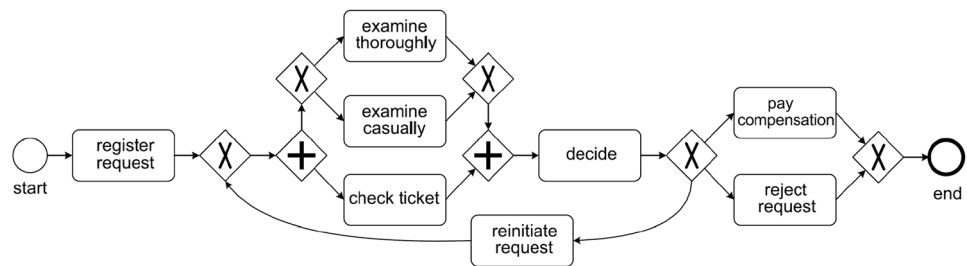 examine
thoroughly
examine
casually
pay
compensation
register
request
decide
start
check ticket
reject
request
end
reinitiate
request